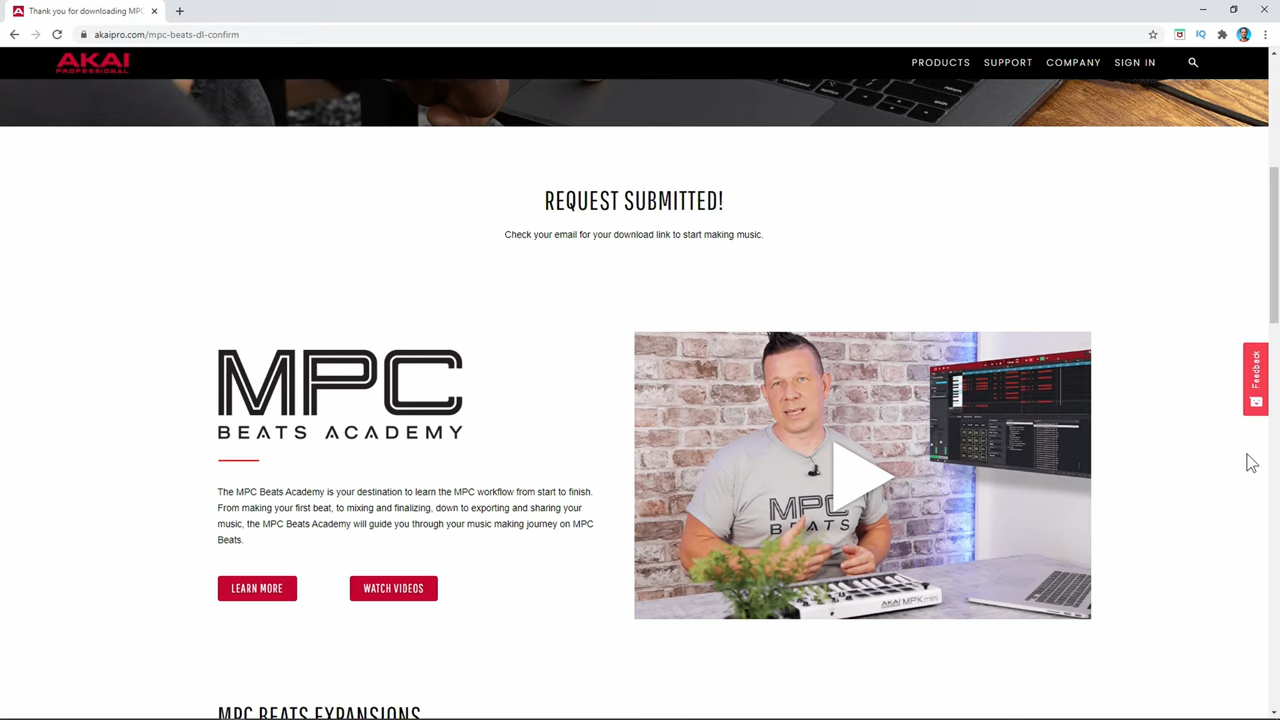 Thank you for downloading MPC
akaipro.com/mpc-beats-dl-confirm
AKAI
PROFESSIONAL
PRODUCTS
SUPPORT
COMPANY
SIGN IN
REQUEST SUBMITTED!
Check your email for your download link to start making music.
MPC
BEATS ACADEMY
The MPC Beats Academy is your destination to learn the MPC workflow from start to finish.
From making your first beat, to mixing and finalizing, down to exporting and sharing your
music, the MPC Beats Academy will guide you through your music making journey on MPC
Beats.
LEARN MORE
WATCH VIDEOS
MPC
BEATS
AKAI MPK mini
Feedback
MPC BEATS EXPANSIONS